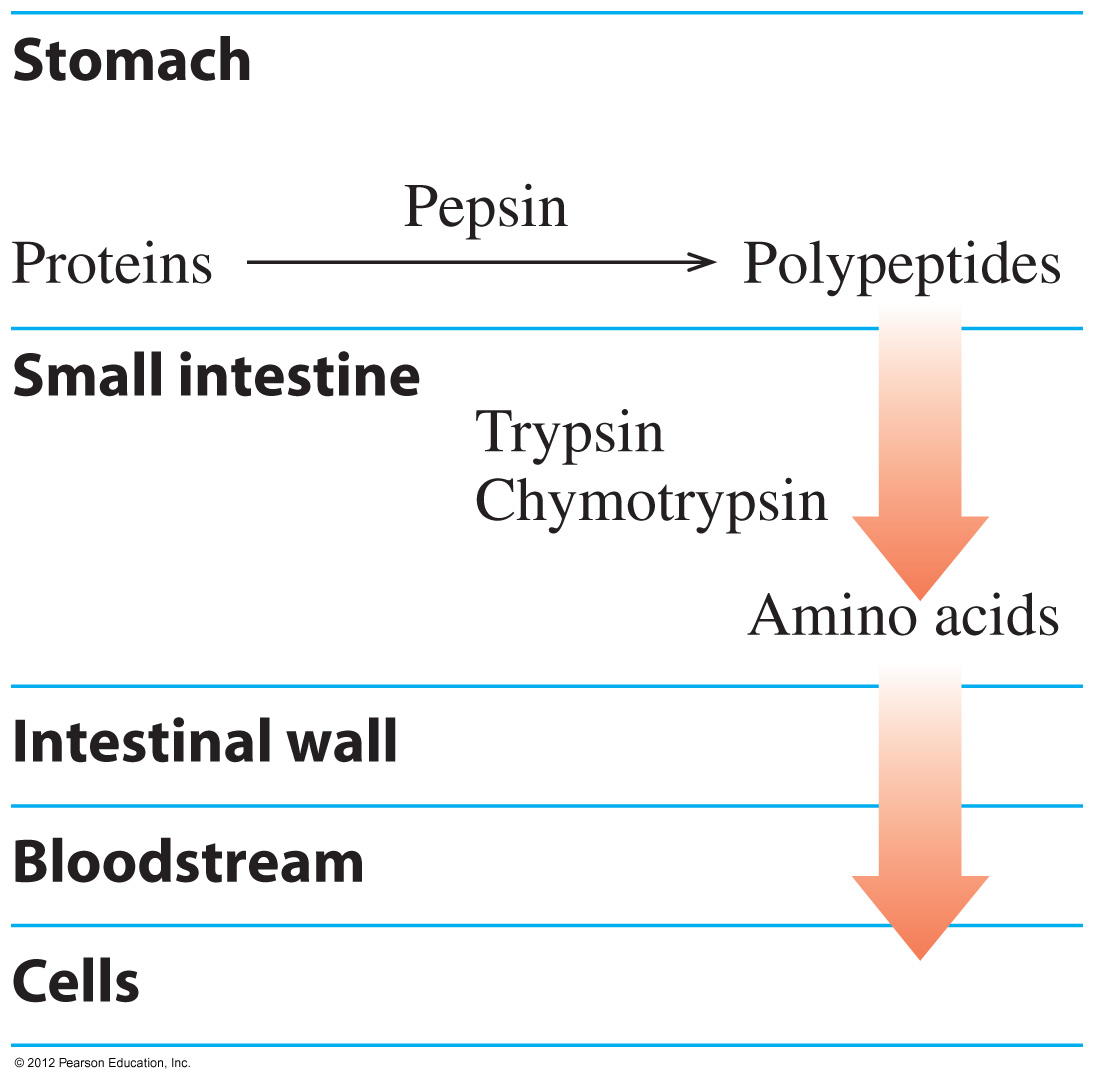 Stomach
Pepsin
Proteins Polypeptides
Small intestine
Trypsin
Chymotrypsin
Amino acids
Intestinal wall
Bloodstream
Cells
© 2012 Pearson Education, Inc.